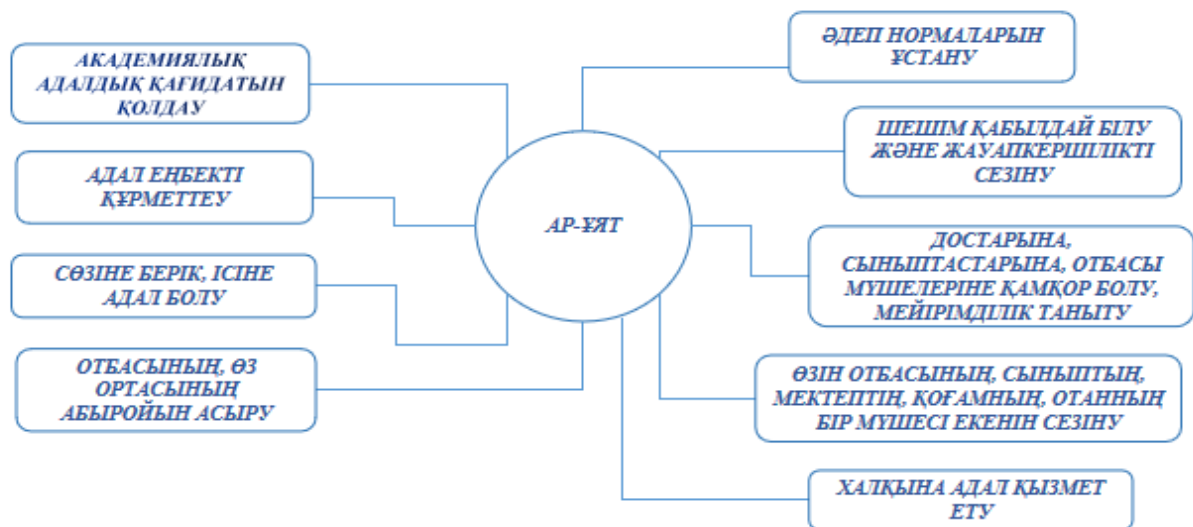 АКАДЕМИЯЛЫҚ
АДАЛДЫҚ ҚАҒИДАТЫН
ҚОЛДАУ
АДАЛ ЕҢБЕКТІ
ҚҰРМЕТТЕУ
СӨЗІНЕ БЕРІК, ІСІНЕ
АДАЛ БОЛУ
ОТБАСЫНЫҢ, ӨЗ
ОРТАСЫНЫҢ
АБЫРОЙЫН АСЫРУ
АР-ҰЯТ
ӘДЕП НОРМАЛАРЫН
ҰСТАНУ
ШЕШІМ ҚАБЫЛДАЙ БІЛУ
ЖӘНЕ ЖАУАПКЕРШІЛІКТІ
СЕЗІНУ
ДОСТАРЫНА,
СЫНЫПТАСТАРЫНА, ОТБАСЫ
МҮШЕЛЕРІНЕ ҚАМҚОР БОЛУ,
МЕЙІРІМДІЛІК ТАНЫТУ
ӨЗІН ОТБАСЫНЫҢ, СЫНЫПТЫҢ,
МЕКТЕПТІҢ, ҚОҒАМНЫҢ, ОТАННЫҢ
БІР МҮШЕСІ ЕКЕНІН СЕЗІНУ
ХАЛҚЫНА АДАЛ ҚЫЗМЕТ
ЕТУ